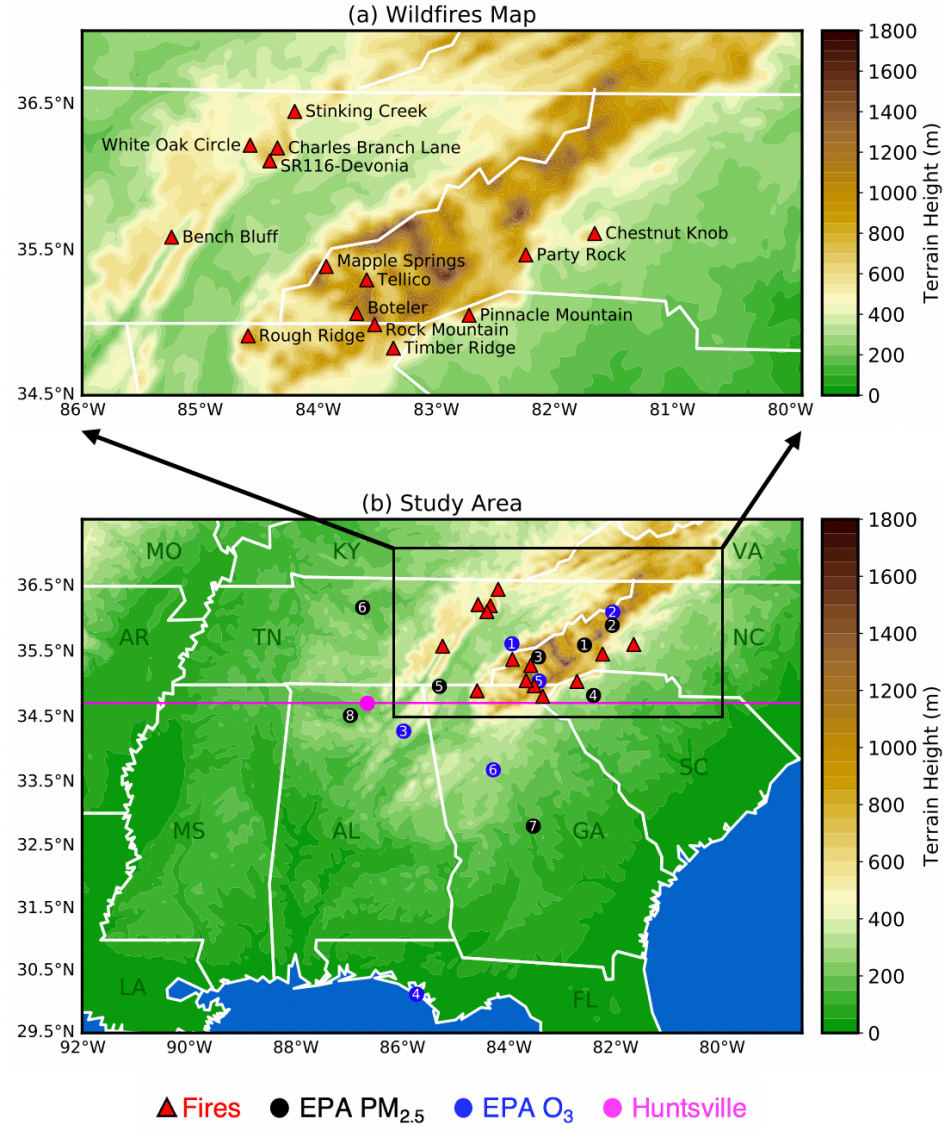 (a) Wildfires Map
36.5°N
35.5°N
34.5°N
86°W 85°W 84°W 83°W 82°W 81°W 80°W
Stinking Creek
White Oak Circle
Charles Branch Lane
SR116-Devonia
Bench Bluff
Chestnut Knob
Party Rock
Mapple Springs
Tellico
Boteler
Pinnacle Mountain
Rough Ridge
Rock Mountain
Timber Ridge
1800
1600
1400
1200
1000
800
600
400
200
0
Terrain Height (m)
(b) Study Area
36.5°N
35.5°N
34.5°N
33.5°N
32.5°N
31.5°N
30.5°N
29.5°N
92°W 90°W 88°W 86°W 84°W 82°W 80°W
MO KY VA
6 2
AR TN 1 2 1 NC
3
5 5 4
8 3
6 SC
MS AL 7 GA
LA 4 FL
1800
1600
1400
1200
1000
800
600
400
200
0
Terrain Height (m)
Fires EPA PM2.5 EPA O3 Huntsville